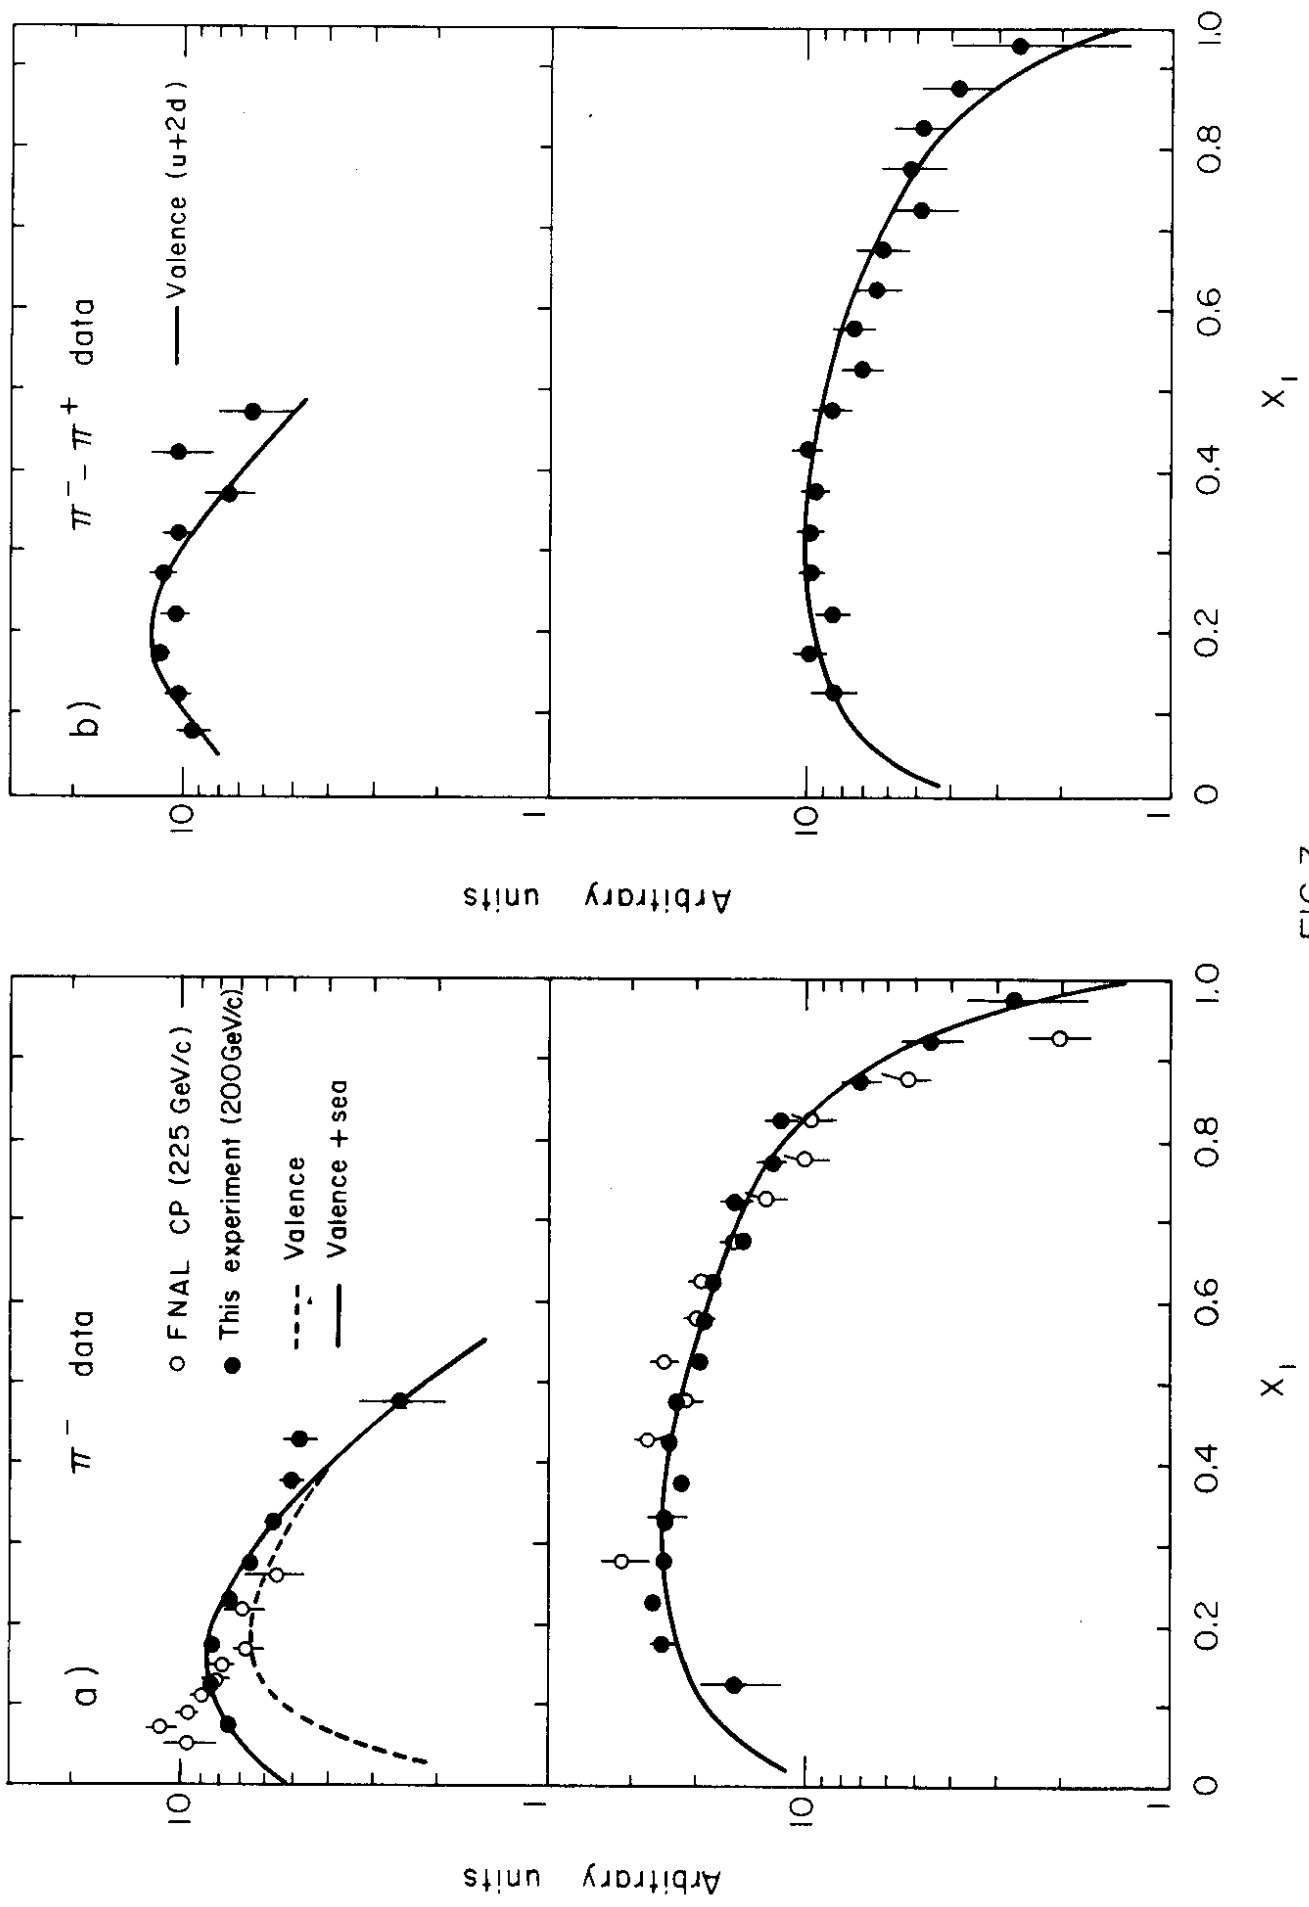 a) π⁻ data
○ FNAL CP (225 GeV/c)
● This experiment (200GeV/c)
--- Valence
— Valence + sea
10
1
10
1
Arbitrary units
0 0.2 0.4 0.6 0.8 1.0
X₁
b) π⁻ – π⁺ data
— Valence (u+2d)
10
1
10
1
Arbitrary units
0 0.2 0.4 0.6 0.8 1.0
X₁